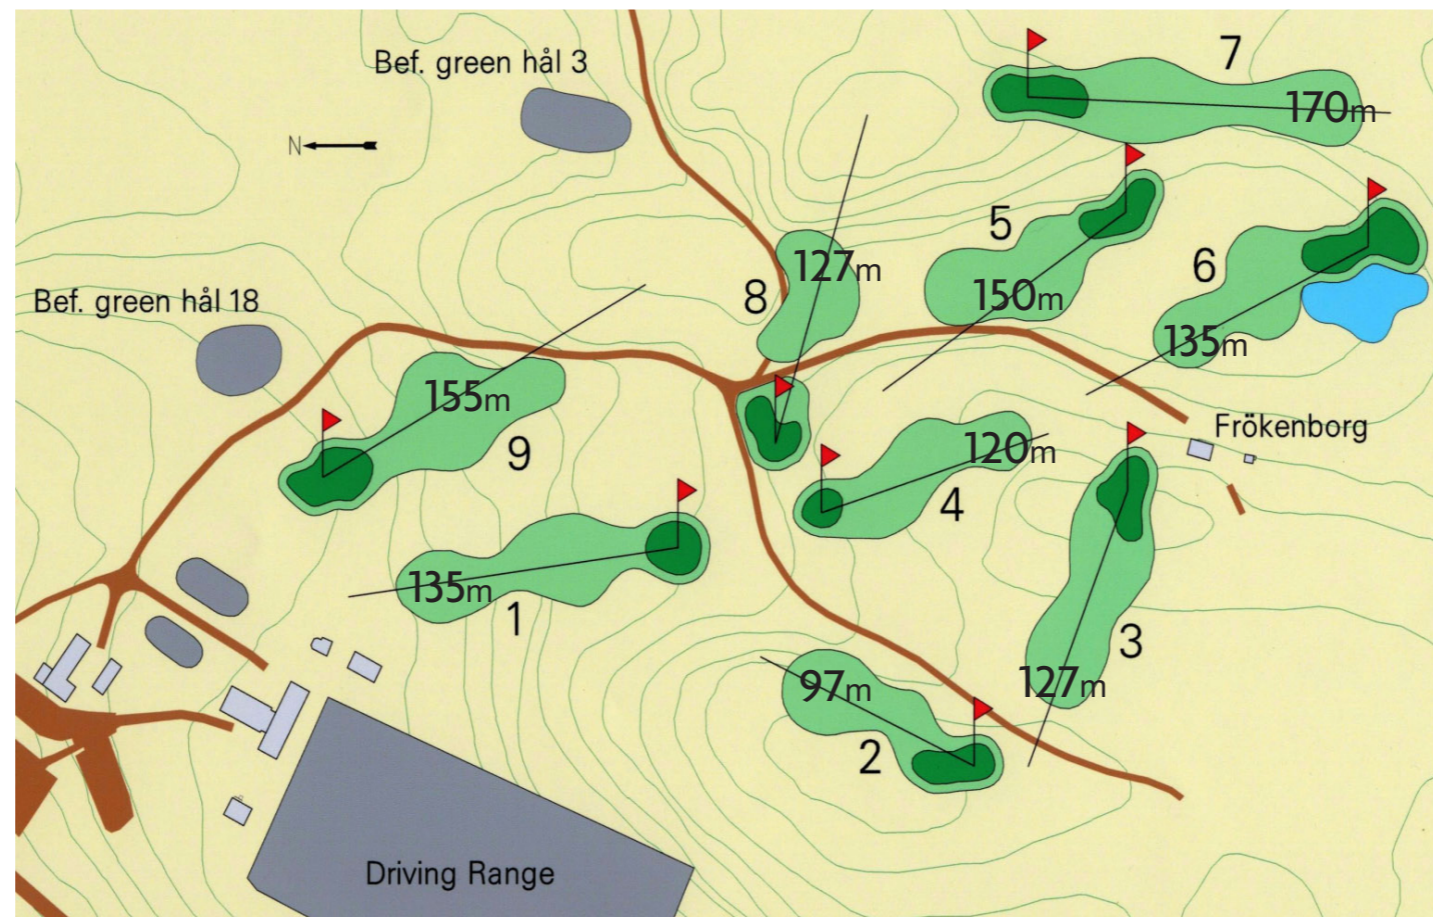 Bef. green hål 3
7
170m
N
5
150m
6
135m
8
127m
Bef. green hål 18
155m
9
120m
4
Frökenborg
135m
1
3
127m
97m
2
Driving Range